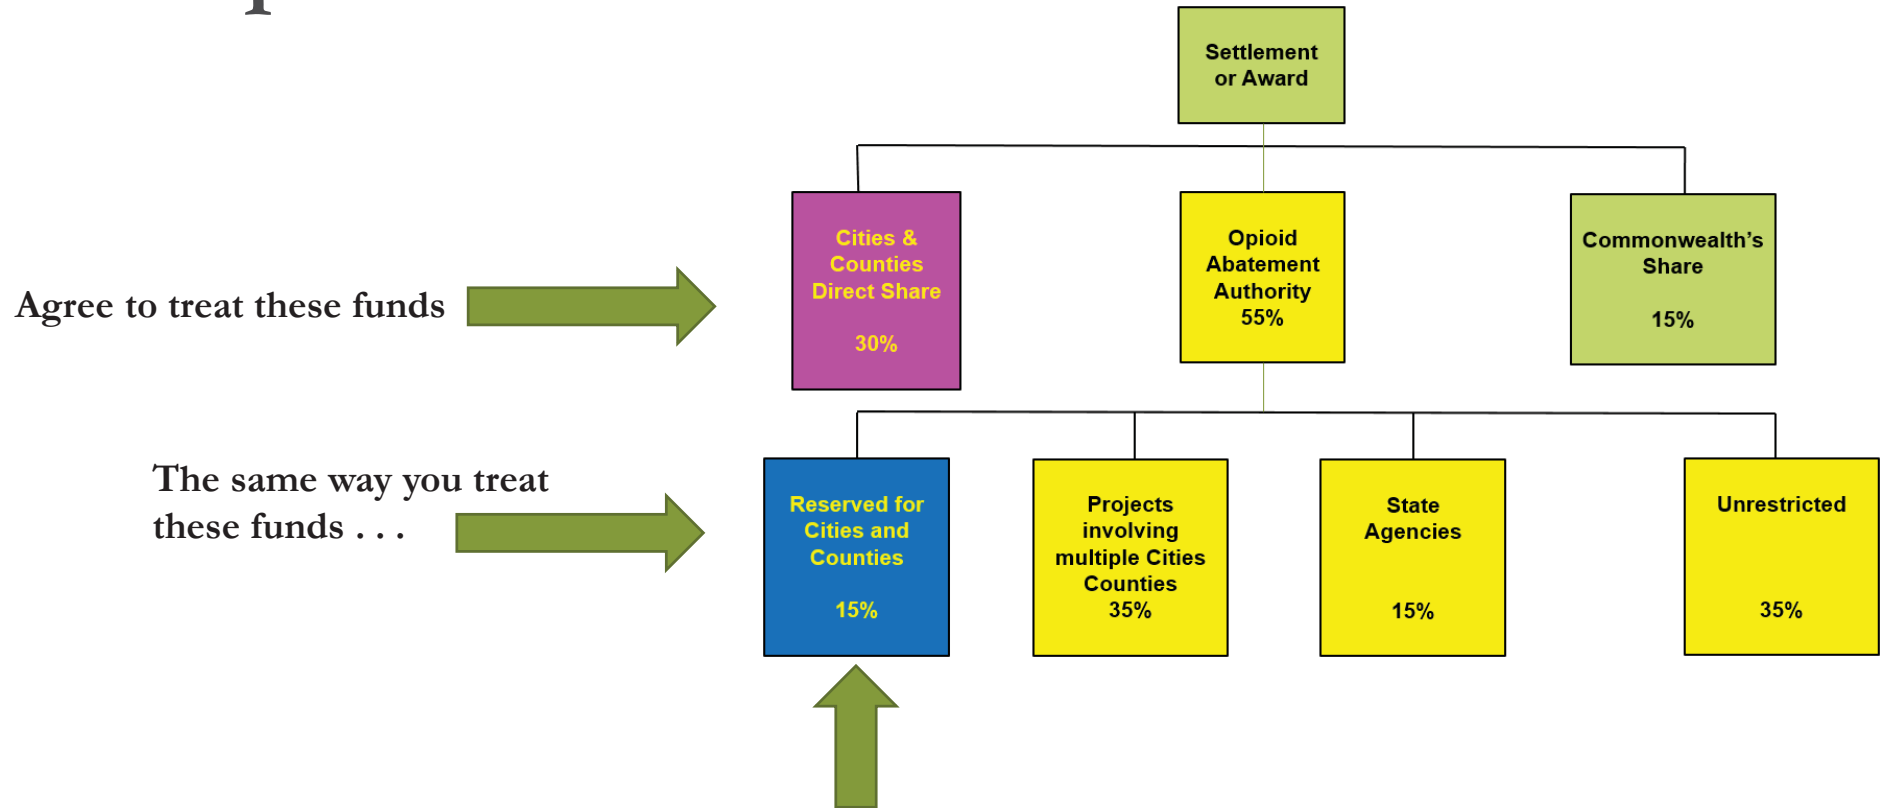 Settlement
or Award
Cities &
Counties
Direct Share
30%
Opioid
Abatement
Authority
55%
Commonwealth’s
Share
15%
Agree to treat these funds
The same way you treat
these funds . . .
Reserved for
Cities and
Counties
15%
Projects
involving
multiple Cities
Counties
35%
State
Agencies
15%
Unrestricted
35%